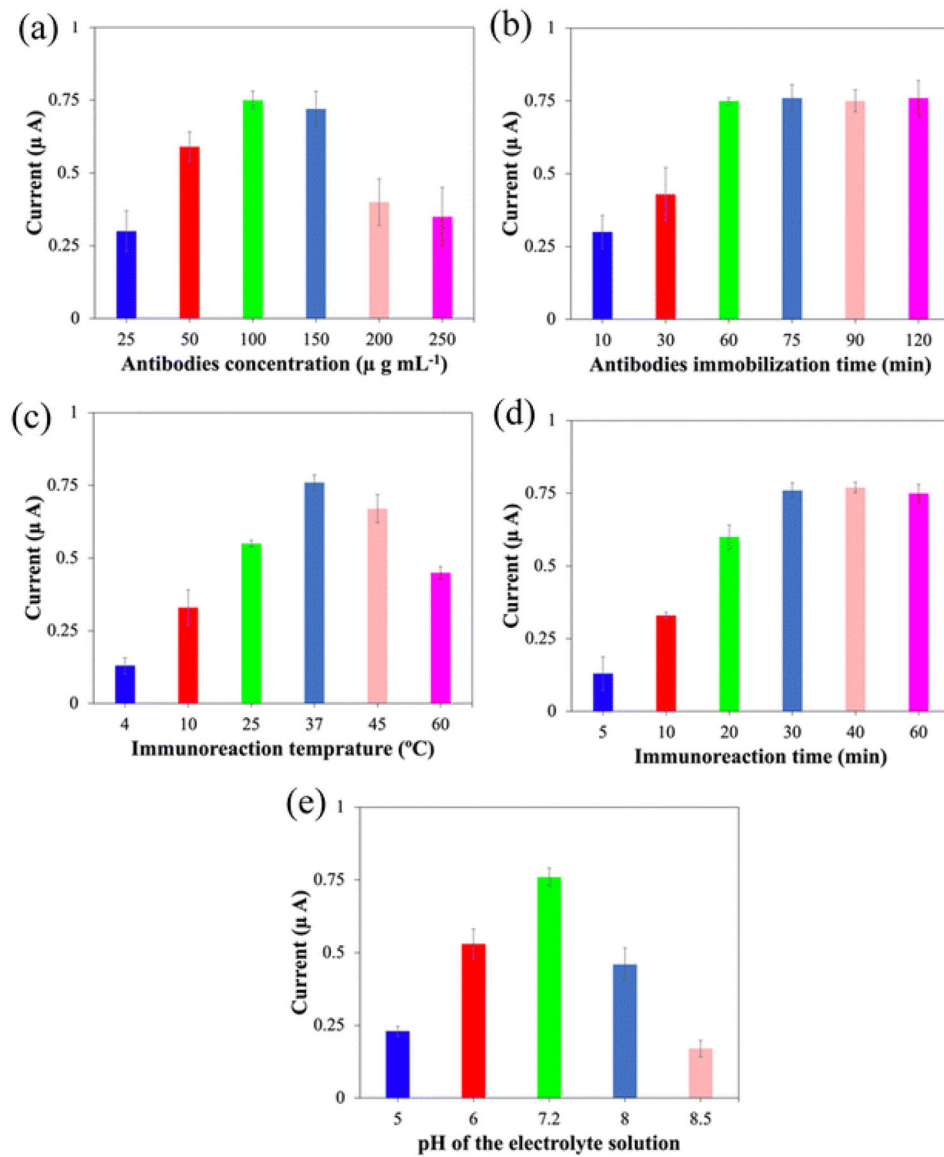 (a)
1
0.75
0.5
0.25
0
Current (μ A)
25 50 100 150 200 250
Antibodies concentration (μ g mL-1)
(b)
1
0.75
0.5
0.25
0
Current (μ A)
10 30 60 75 90 120
Antibodies immobilization time (min)
(c)
1
0.75
0.5
0.25
0
Current (μ A)
4 10 25 37 45 60
Immunoreaction temprature (ºC)
(d)
1
0.75
0.5
0.25
0
Current (μ A)
5 10 20 30 40 60
Immunoreaction time (min)
(e)
1
0.75
0.5
0.25
0
Current (μ A)
5 6 7.2 8 8.5
pH of the electrolyte solution